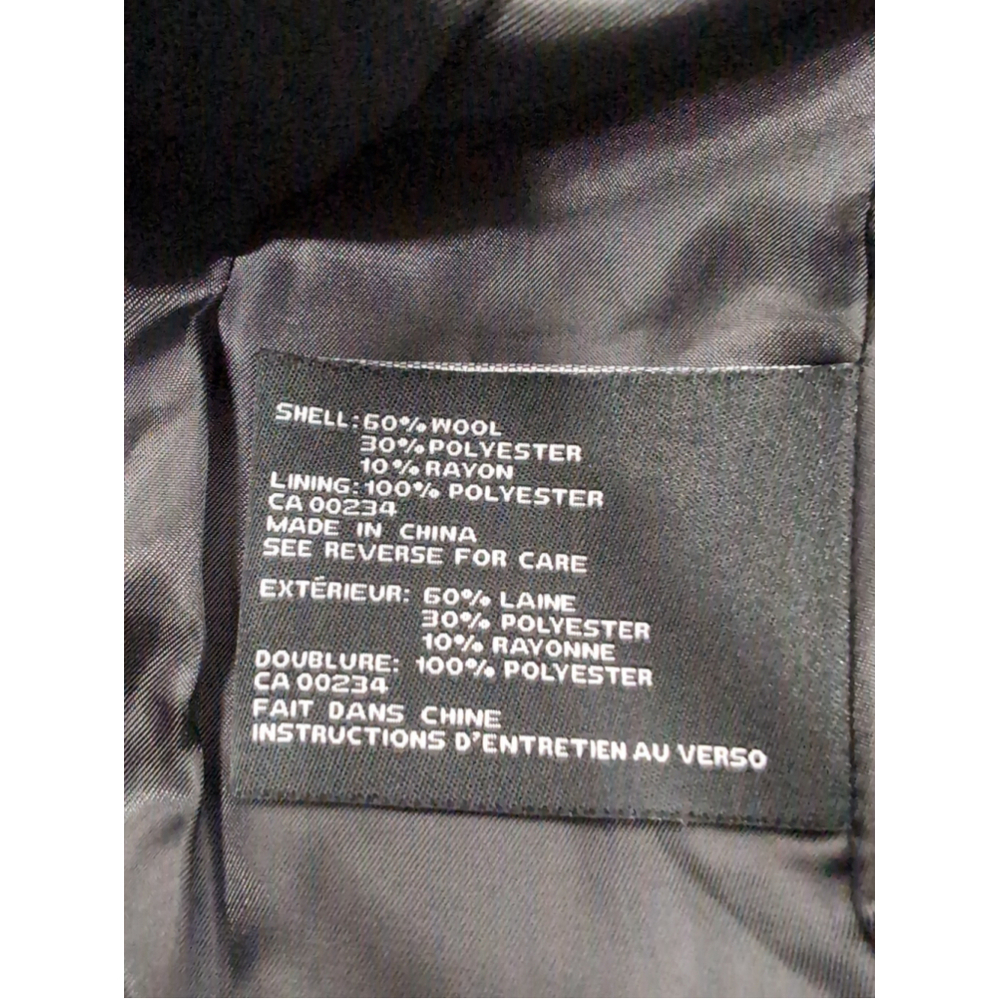 SHELL: 60% WOOL
30% POLYESTER
10% RAYON
LINING: 100% POLYESTER
CA 00234
MADE IN CHINA
SEE REVERSE FOR CARE
EXTÉRIEUR: 60% LAINE
30% POLYESTER
10% RAYONNE
DOUBLURE: 100% POLYESTER
CA 00234
FAIT DANS CHINE
INSTRUCTIONS D'ENTRETIEN AU VERSO